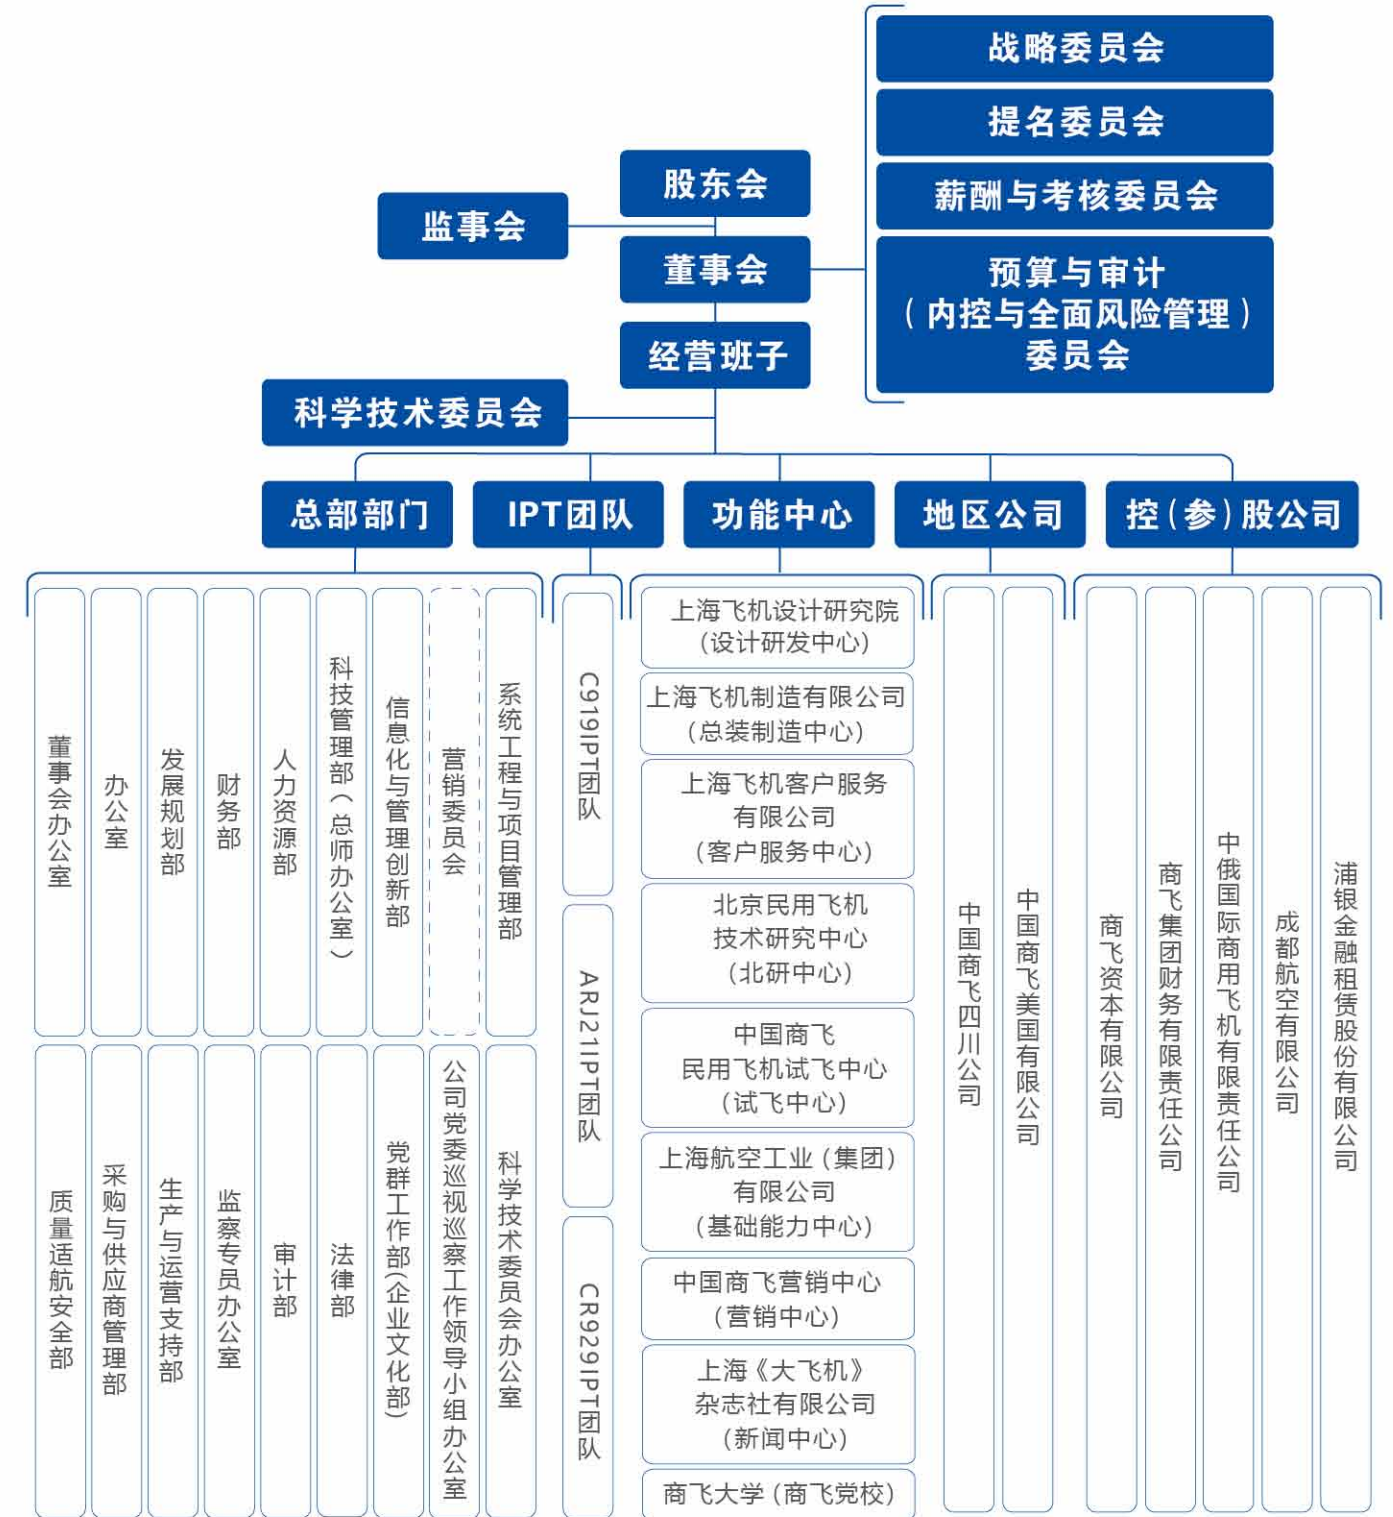 战略委员会
提名委员会
薪酬与考核委员会
预算与审计
（内控与全面风险管理）
委员会
股东会
监事会
董事会
经营班子
科学技术委员会
总部部门
IPT团队
功能中心
地区公司
控（参）股公司
董事会办公室
办公室
发展规划部
财务部
人力资源部
科技管理部（总师办公室）
信息化与管理创新部
营销委员会
系统工程与项目管理部
质量适航安全部
采购与供应商管理部
生产与运营支持部
监察专员办公室
审计部
法律部
党群工作部(企业文化部)
公司党委巡视巡察工作领导小组办公室
科学技术委员会办公室
C919IPT团队
ARJ21IPT团队
CR929IPT团队
上海飞机设计研究院
（设计研发中心）
上海飞机制造有限公司
（总装制造中心）
上海飞机客户服务
有限公司
（客户服务中心）
北京民用飞机
技术研究中心
（北研中心）
中国商飞
民用飞机试飞中心
（试飞中心）
上海航空工业（集团）
有限公司
（基础能力中心）
中国商飞营销中心
（营销中心）
上海《大飞机》
杂志社有限公司
（新闻中心）
商飞大学（商飞党校）
中国商飞四川公司
中国商飞美国有限公司
商飞资本有限公司
商飞集团财务有限责任公司
中俄国际商用飞机有限责任公司
成都航空有限公司
浦银金融租赁股份有限公司